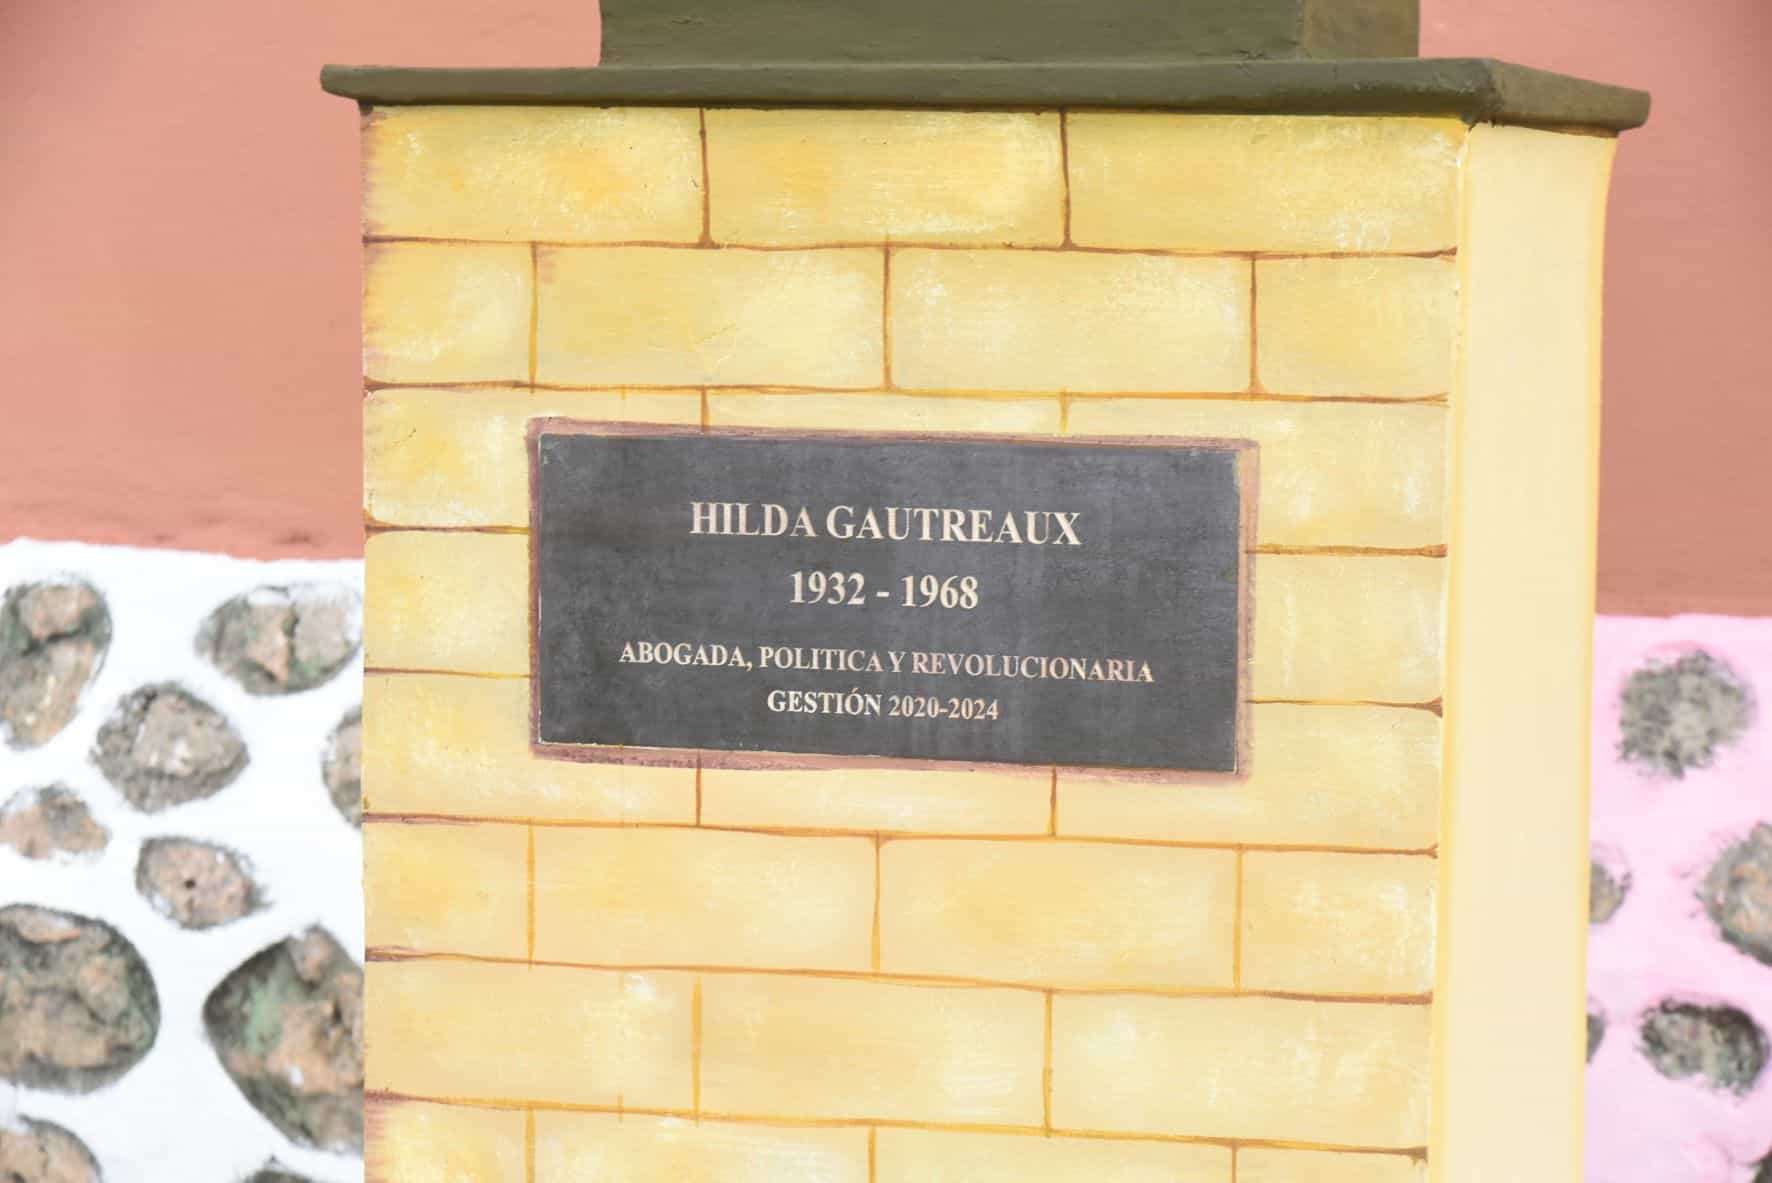 HILDA GAUTREAUX
1932 - 1968
ABOGADA, POLITICA Y REVOLUCIONARIA
GESTIÓN 2020-2024